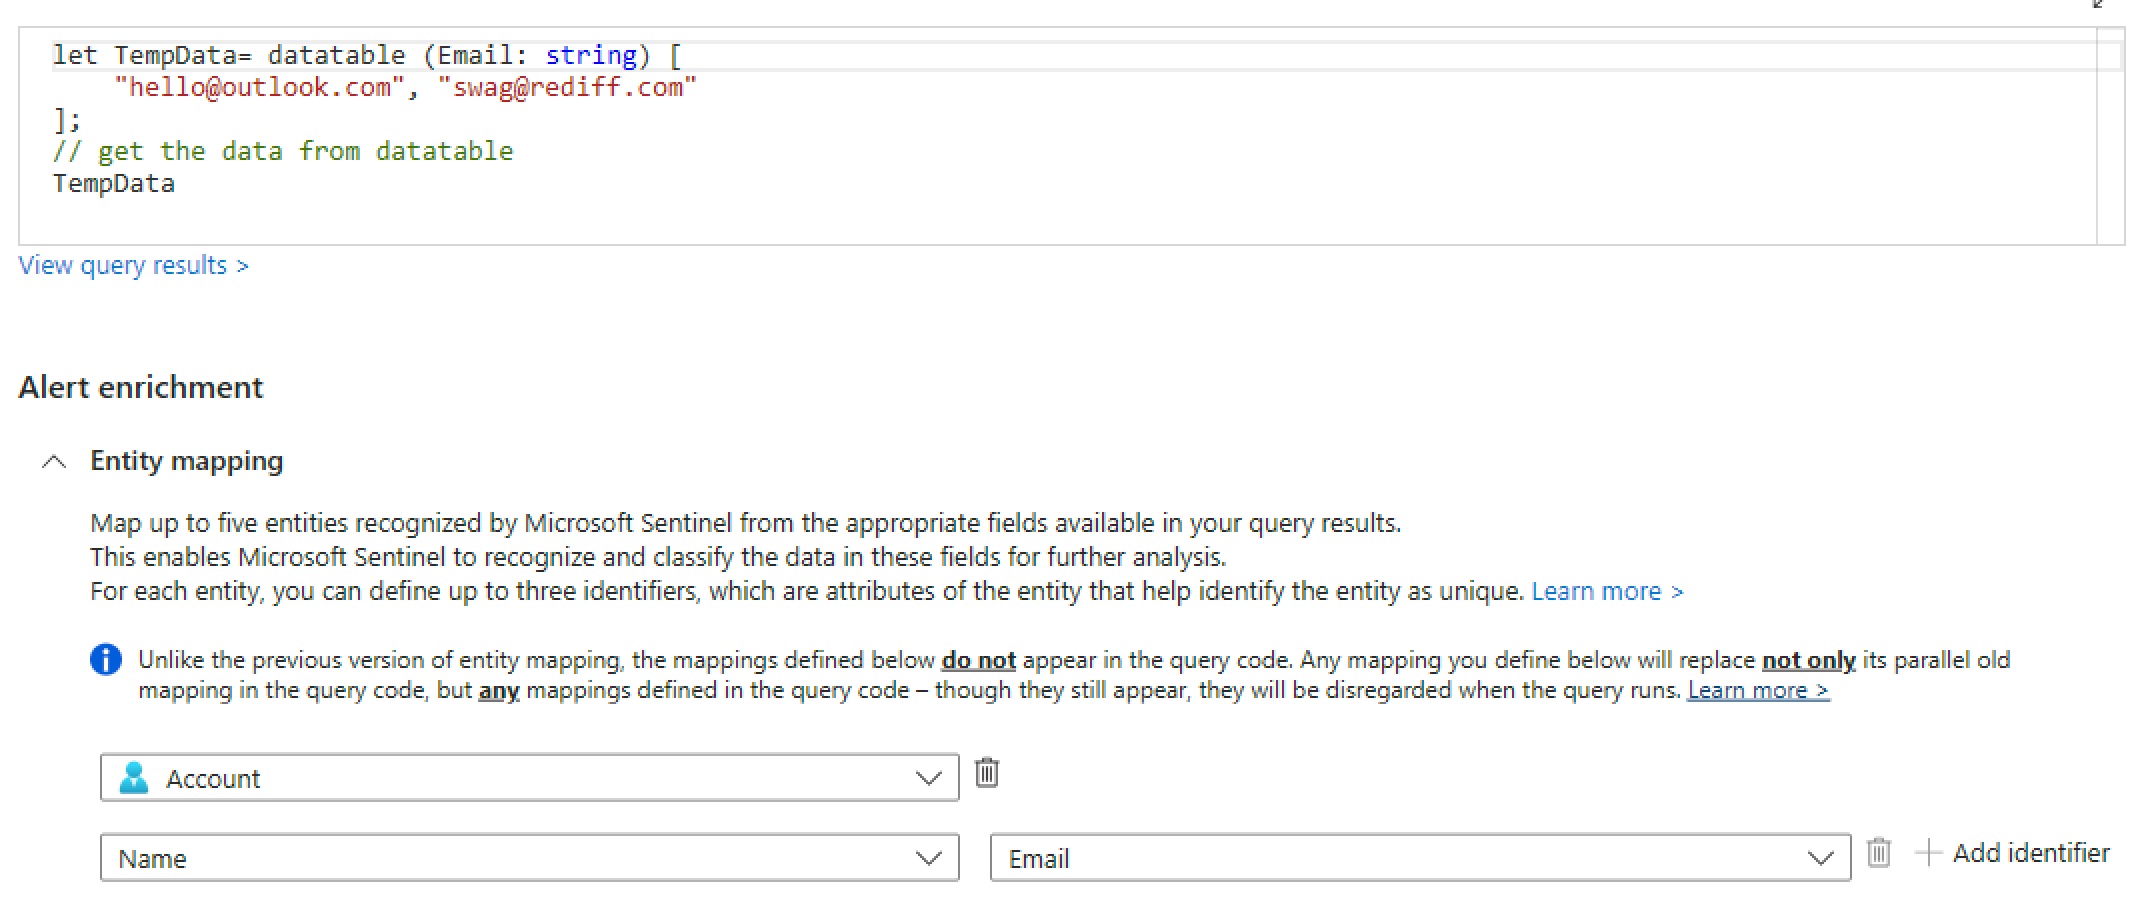 let TempData= datatable (Email: string) [
"hello@outlook.com", "swag@rediff.com"
];
// get the data from datatable
TempData
View query results >
Alert enrichment
Entity mapping
Map up to five entities recognized by Microsoft Sentinel from the appropriate fields available in your query results.
This enables Microsoft Sentinel to recognize and classify the data in these fields for further analysis.
For each entity, you can define up to three identifiers, which are attributes of the entity that help identify the entity as unique. Learn more >
Unlike the previous version of entity mapping, the mappings defined below do not appear in the query code. Any mapping you define below will replace not only its parallel old
mapping in the query code, but any mappings defined in the query code – though they still appear, they will be disregarded when the query runs. Learn more >
Account
Name Email Add identifier